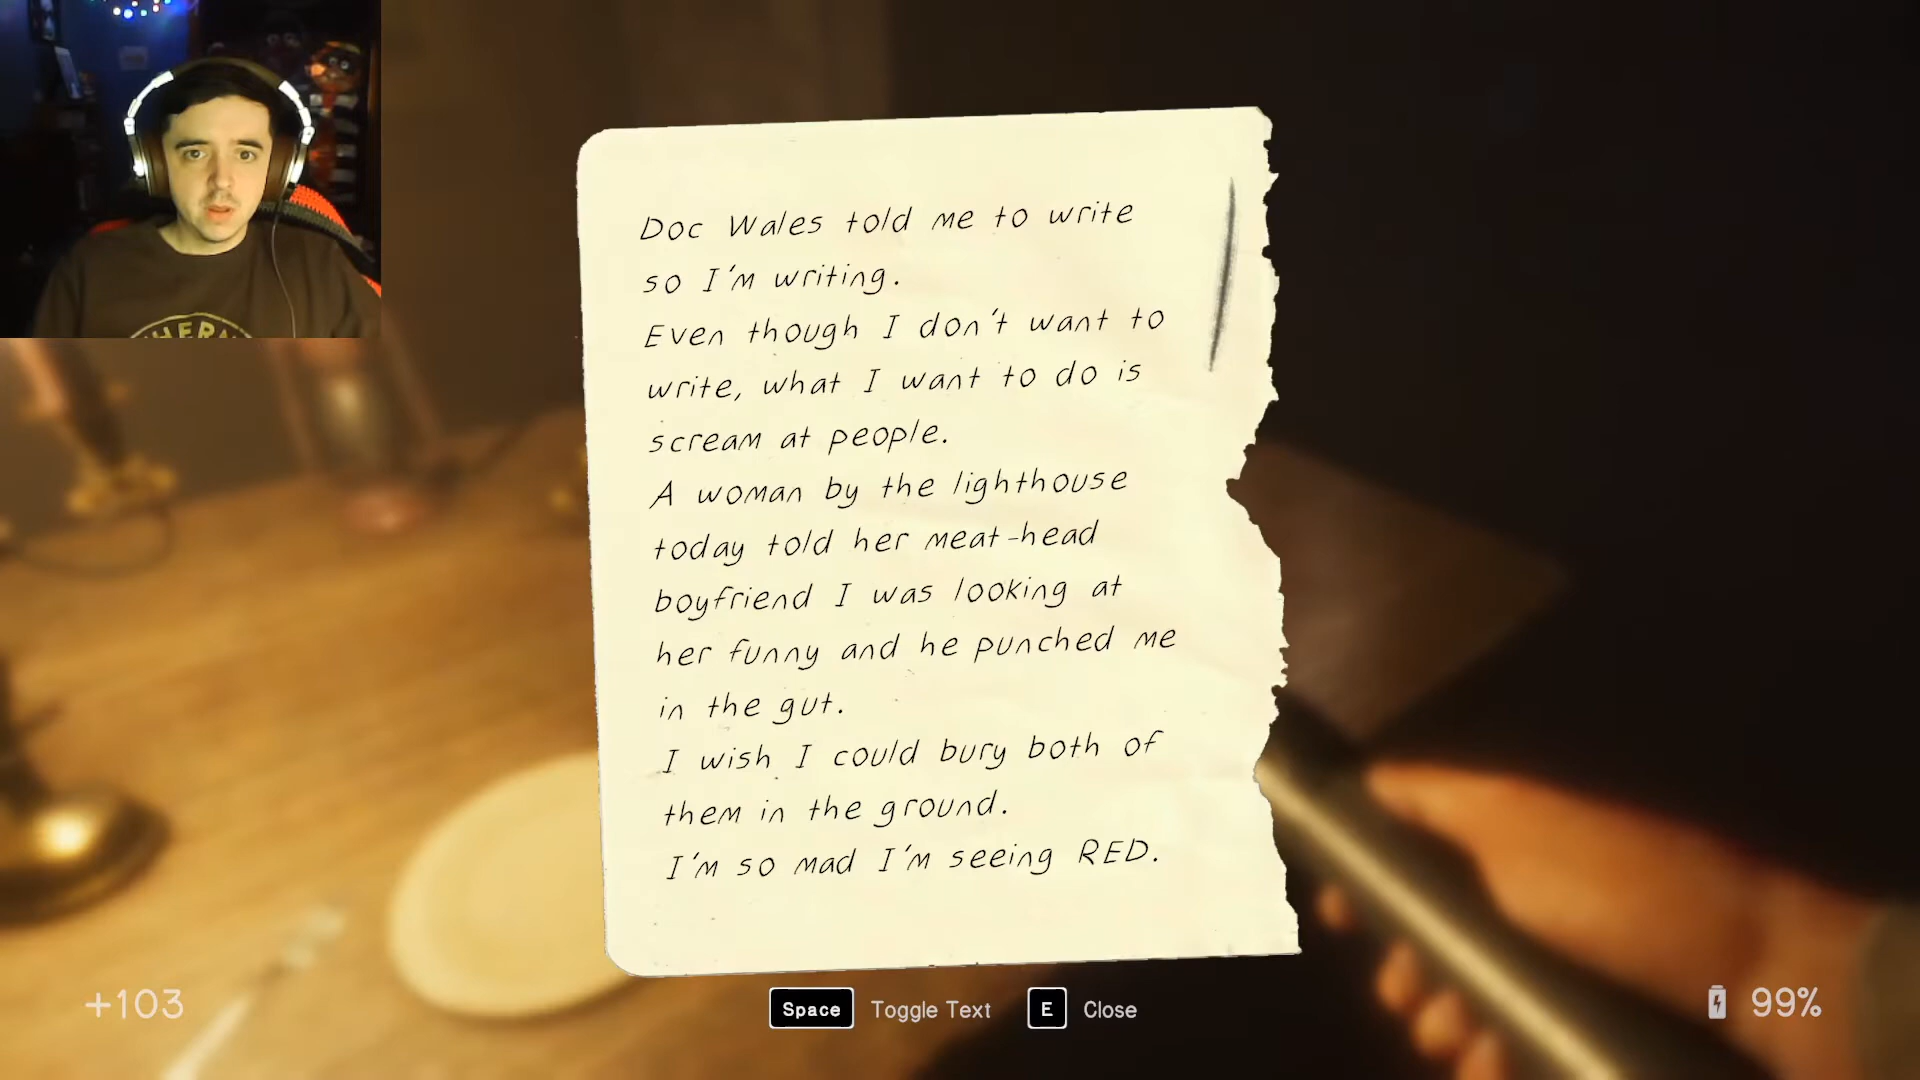 HERN
Doc Wales told me to write
so I'm writing.
Even though I don't want to
write, what I want to do is
scream at people.
A woman by the lighthouse
today told her meat-head
boyfriend I was looking at
her funny and he punched me
in the gut.
I wish I could bury both of
them in the ground.
I'm so mad I'm seeing RED.
+103
Space Toggle Text E Close
99%